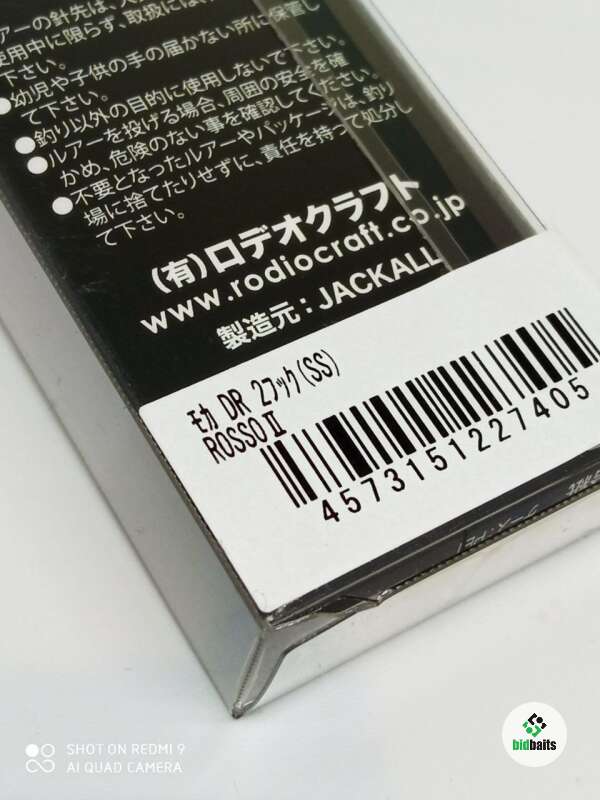 アーの針先は、
使用中に限らず、取扱には
下さい。
●幼児や子供の手の届かない所に保管し
て下さい。
●釣り以外の目的に使用しないで下さい。
●ルアーを投げる場合、周囲の安全を確
かめ、危険のない事を確認してください。
●不要となったルアーやパッケージは、釣り
場に捨てたりせずに、責任を持って処分し
て下さい。
(有)ロデオクラフト
www.rodiocraft.co.jp
製造元:JACKALL
モカ DR 2フック(SS)
ROSSOⅡ
4573151227405
SHOT ON REDMI 9
AI QUAD CAMERA
bidbaits